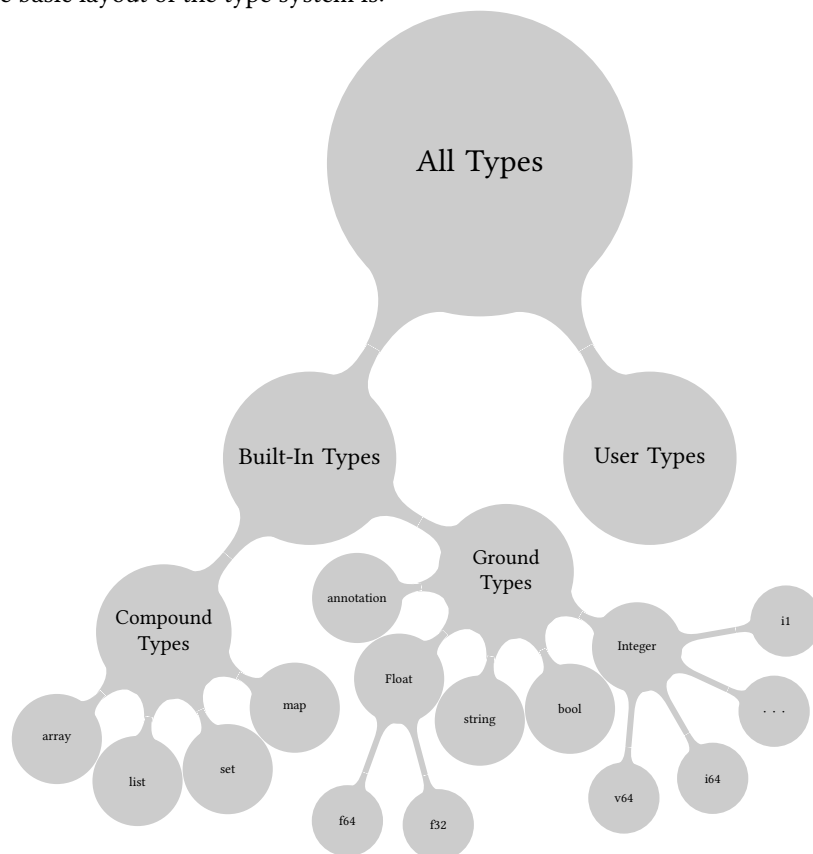 e basic layout of the type system is:
All Types
Built-In Types
User Types
Ground
Types
annotation
Compound
Types
i1
Integer
Float
map
bool
. . .
string
array
set
list
i64
v64
f64
f32